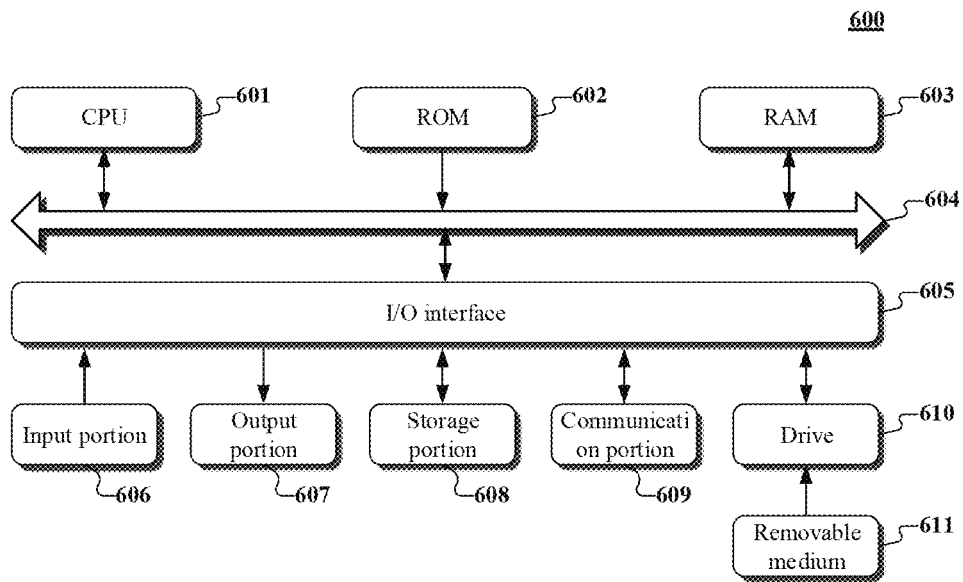 600
CPU
601
ROM
602
RAM
603
604
I/O interface
605
Input portion
606
Output
portion
607
Storage
portion
608
Communicati
on portion
609
Drive
610
Removable
medium
611